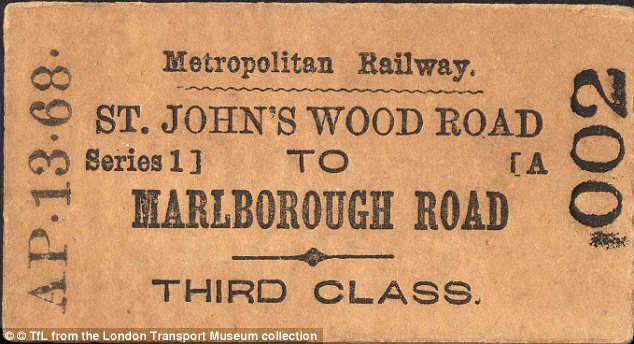 Metropolitan Railway.
ST. JOHN'S WOOD ROAD
Series 1] TO [A
MARLBOROUGH ROAD
THIRD CLASS.
AP·13·68·
002
© TfL from the London Transport Museum collection